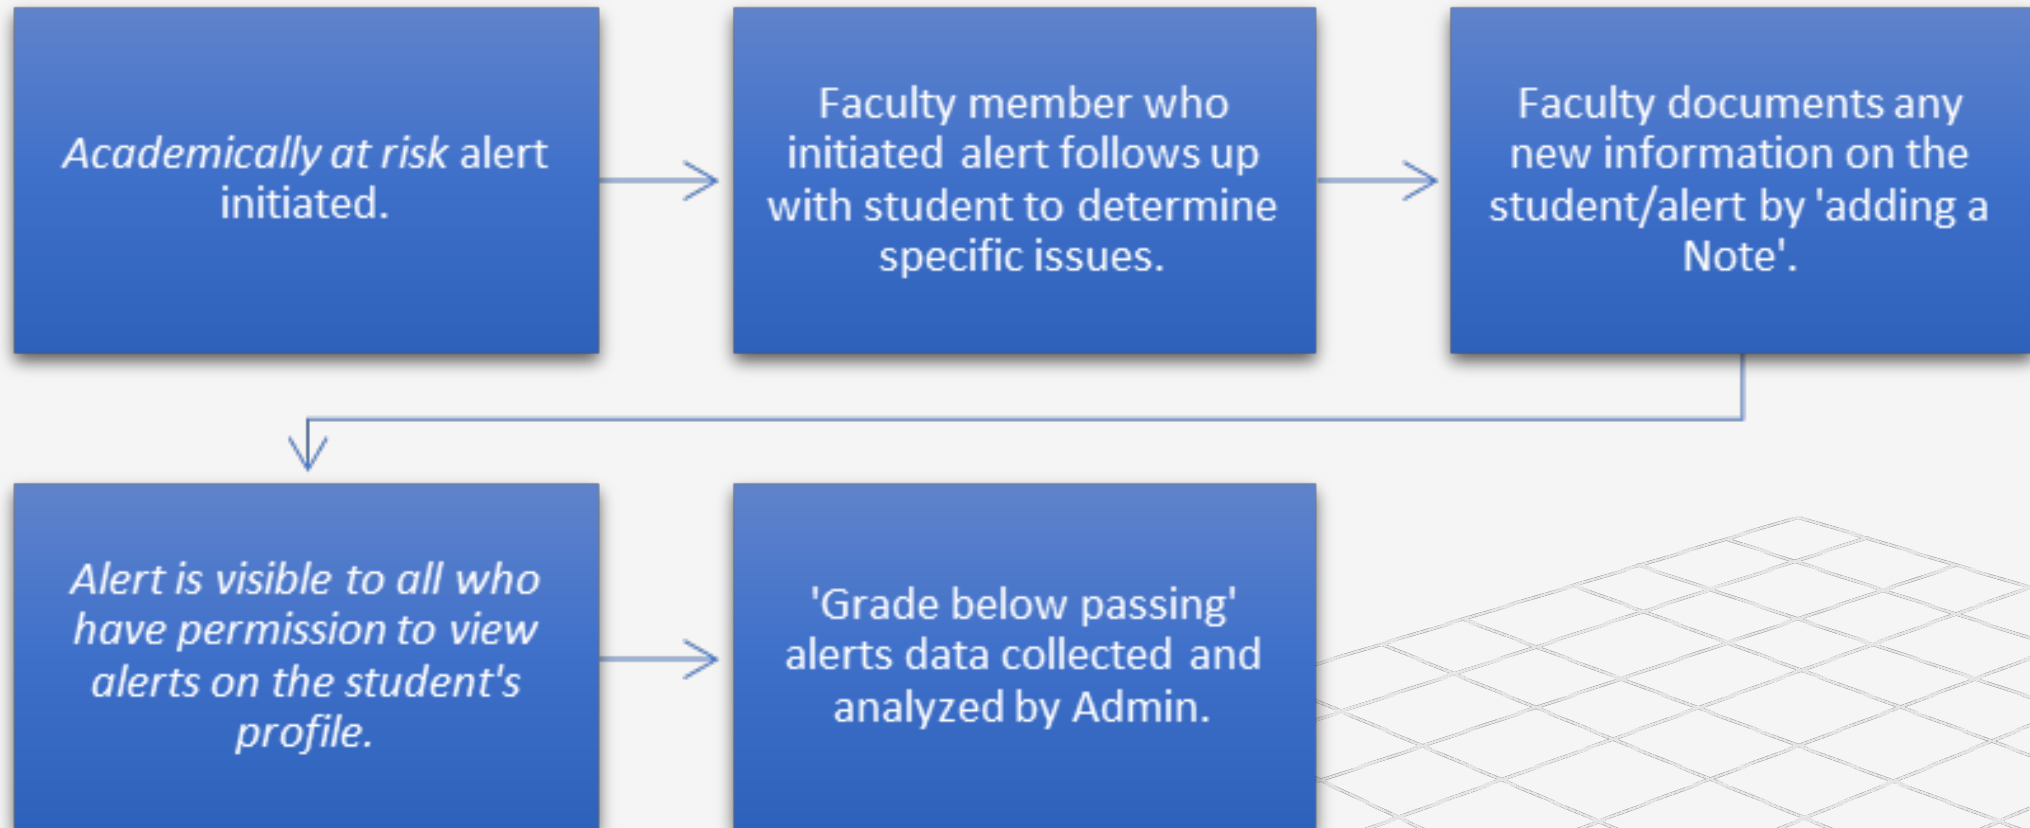 Academically at risk alert
initiated.
Faculty member who
initiated alert follows up
with student to determine
specific issues.
Faculty documents any
new information on the
student/alert by 'adding a
Note'.
Alert is visible to all who
have permission to view
alerts on the student's
profile.
'Grade below passing'
alerts data collected and
analyzed by Admin.